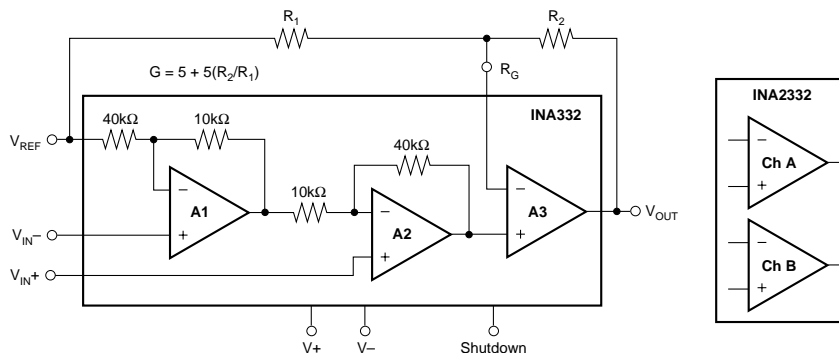 R1 R2
G = 5 + 5(R2/R1)
RG
INA332
INA2332
40kΩ 10kΩ
VREF
40kΩ
Ch A
− +
A1
− +
10kΩ
A2
− +
A3
− +
VOUT
VIN−
VIN+
Ch B
− +
V+ V− Shutdown